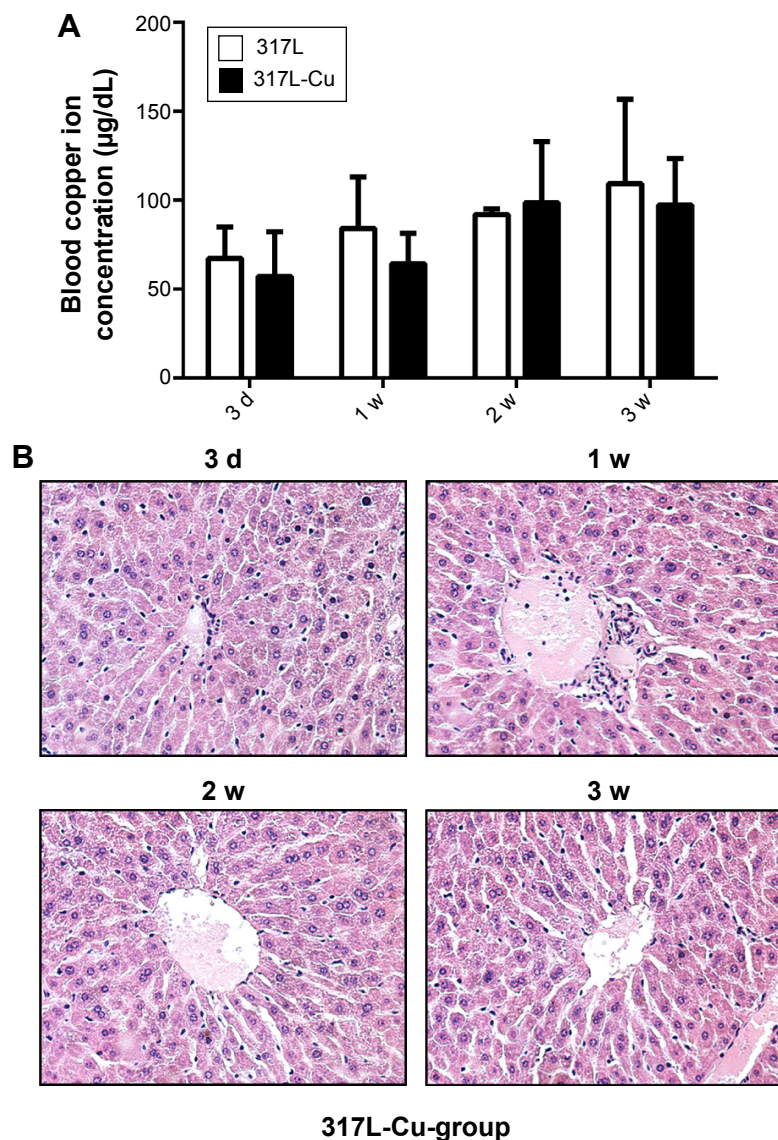 A
200
150
100
50
0
Blood copper ion
concentration (µg/dL)
317L
317L-Cu
3 d
1 w
2 w
3 w
B
3 d
1 w
2 w
3 w
317L-Cu-group